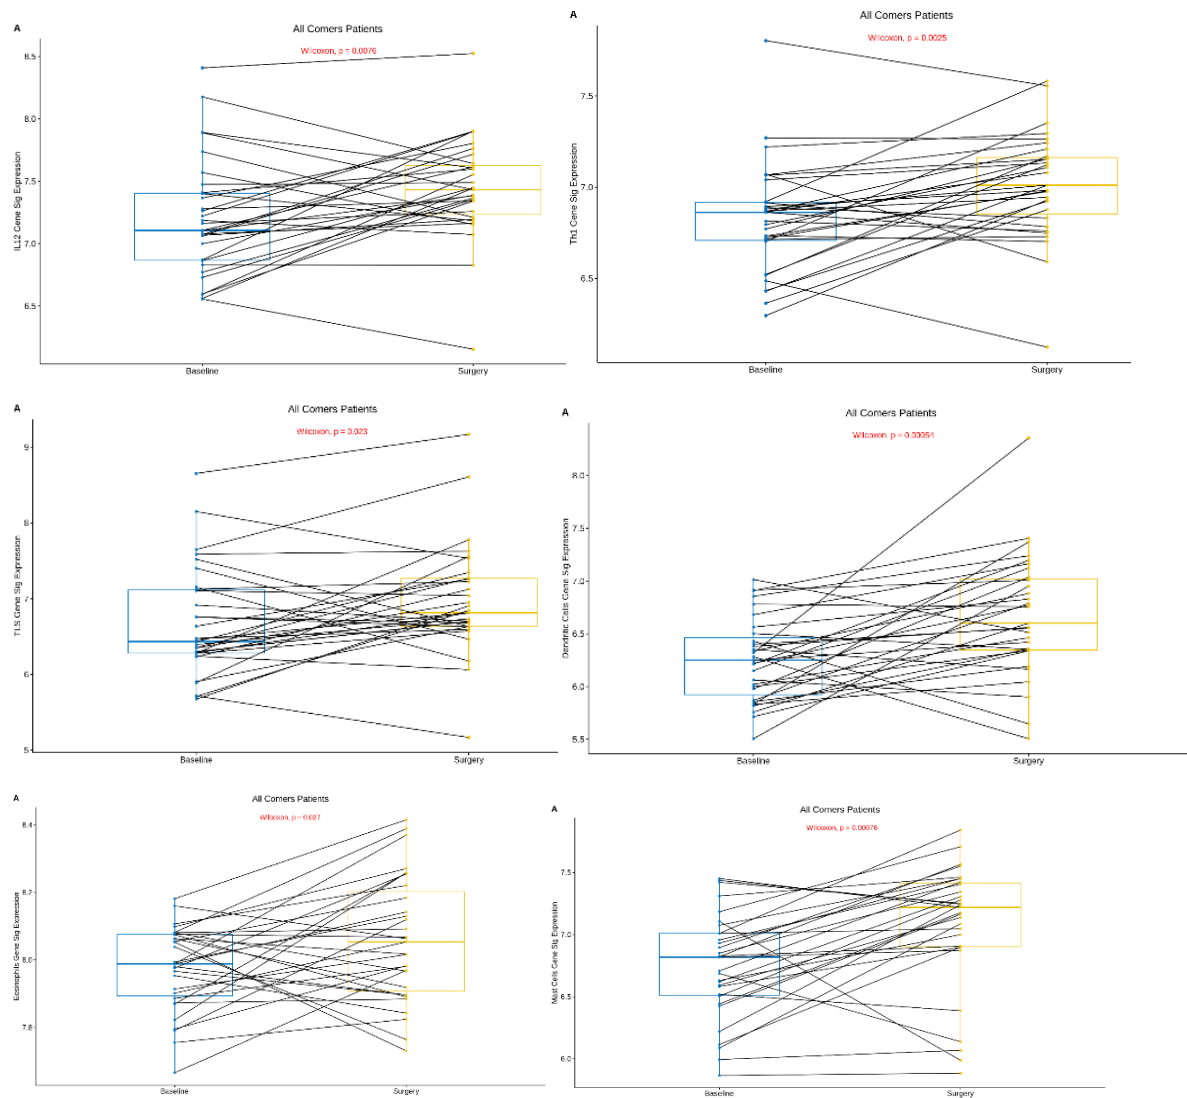 A
All Comers Patients
Wilcoxon, p = 0.0076
IL12 Gene Sig Expression
8.5
8.0
7.5
7.0
6.5
Baseline
Surgery
A
All Comers Patients
Wilcoxon, p = 0.0025
Th1 Gene Sig Expression
7.5
7.0
6.5
Baseline
Surgery
A
All Comers Patients
Wilcoxon, p = 0.023
TLS Gene Sig Expression
9
8
7
6
5
Baseline
Surgery
A
All Comers Patients
Wilcoxon, p = 0.00054
Dendritic Cells Gene Sig Expression
8.0
7.5
7.0
6.5
6.0
5.5
Baseline
Surgery
A
All Comers Patients
Wilcoxon, p = 0.027
Eosinophils Gene Sig Expression
8.4
8.2
8.0
7.8
Baseline
Surgery
A
All Comers Patients
Wilcoxon, p = 0.00076
Mast Cells Gene Sig Expression
7.5
7.0
6.5
6.0
Baseline
Surgery